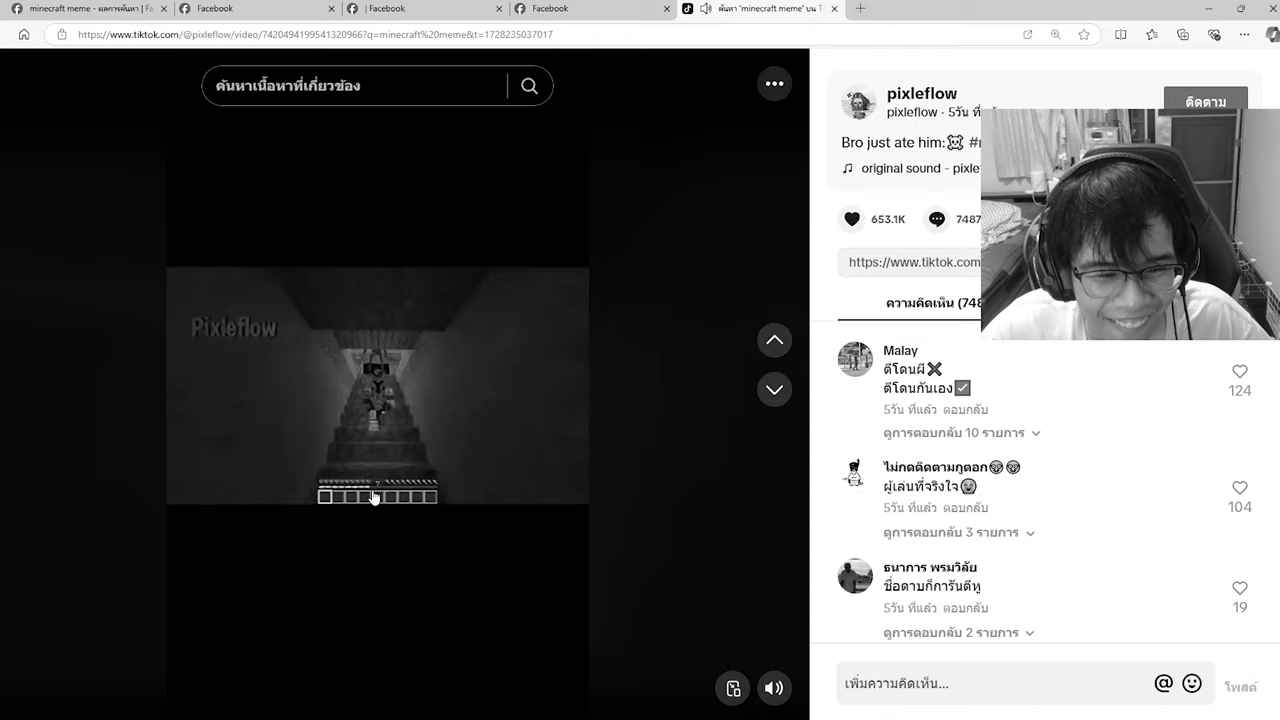 minecraft meme - ผลการค้นหา | Fa
Facebook
| Facebook
Facebook
ค้นหา 'minecraft meme' บน T
https://www.tiktok.com/@pixleflow/video/7420494199541320966?q=minecraft%20meme&t=1728235037017
ค้นหาเนื้อหาที่เกี่ยวข้อง
pixleflow
pixleflow · 5วัน ที่
ติดตาม
Bro just ate him:
original sound - pixle
653.1K
7487
https://www.tiktok.com
ความคิดเห็น (748
Pixleflow
7
Malay
ตีโดนผี
ตีโดนกันเอง
124
5วัน ที่แล้ว ตอบกลับ
ดูการตอบกลับ 10 รายการ
ไม่กดติดตามกูตอก
ผู้เล่นที่จริงใจ
104
5วัน ที่แล้ว ตอบกลับ
ดูการตอบกลับ 3 รายการ
ธนาการ พรมวิลัย
ชื่อดาบก็การันตีหู
19
5วัน ที่แล้ว ตอบกลับ
ดูการตอบกลับ 2 รายการ
เพิ่มความคิดเห็น...
@
โพสต์